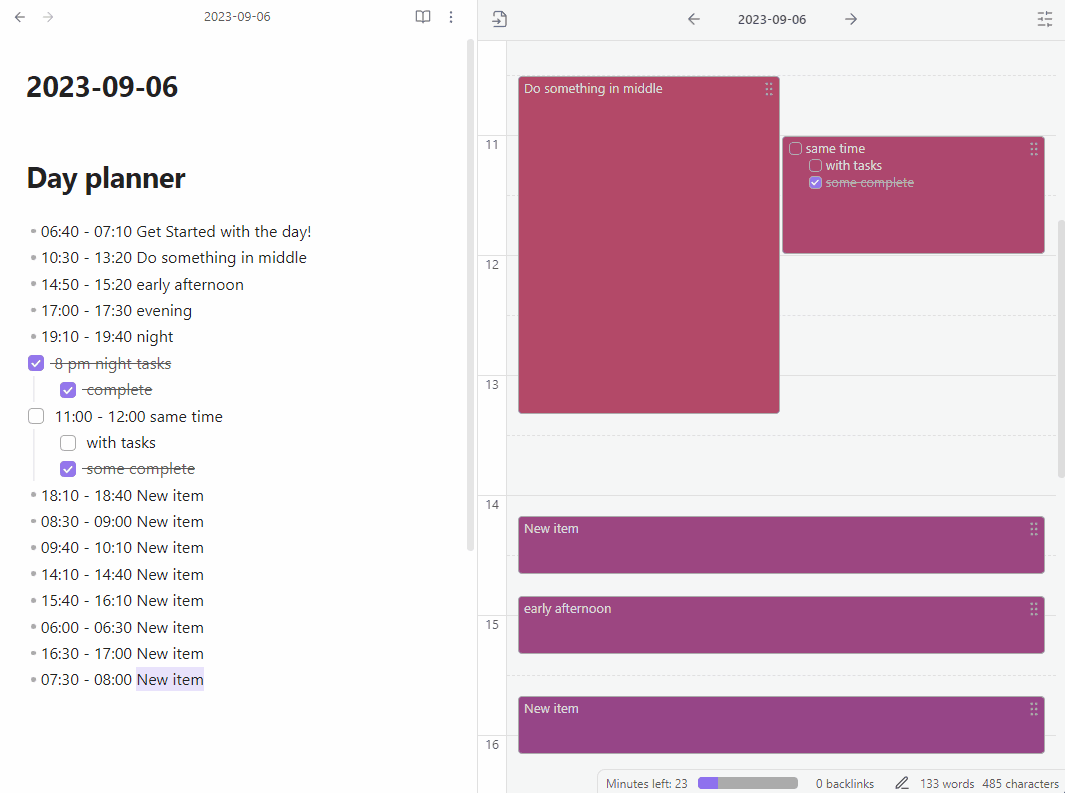 2023-09-06
2023-09-06
Day planner
06:40 - 07:10 Get Started with the day!
10:30 - 13:20 Do something in middle
14:50 - 15:20 early afternoon
17:00 - 17:30 evening
19:10 - 19:40 night
8 pm night tasks
complete
11:00 - 12:00 same time
with tasks
some complete
18:10 - 18:40 New item
08:30 - 09:00 New item
09:40 - 10:10 New item
14:10 - 14:40 New item
15:40 - 16:10 New item
06:00 - 06:30 New item
16:30 - 17:00 New item
07:30 - 08:00 New item
2023-09-06
Do something in middle
11
same time
with tasks
some complete
12
13
14
New item
early afternoon
15
New item
16
Minutes left: 23 0 backlinks 133 words 485 characters